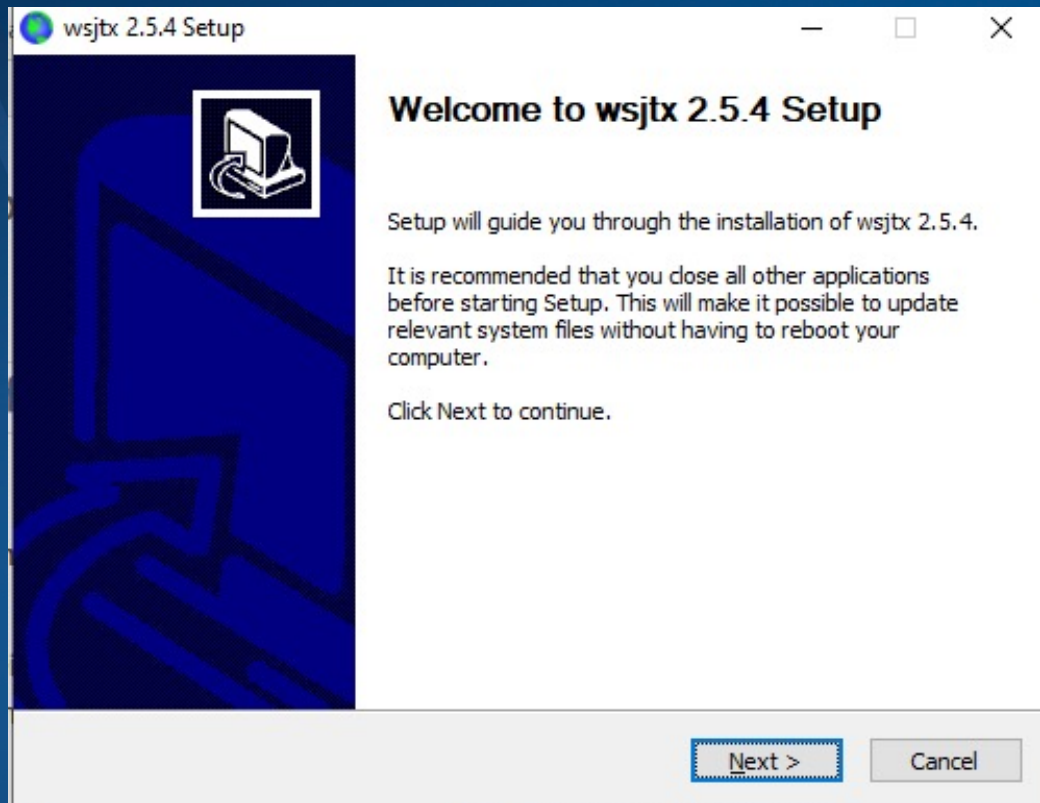 wsjtx 2.5.4 Setup
Welcome to wsjtx 2.5.4 Setup
Setup will guide you through the installation of wsjtx 2.5.4.
It is recommended that you close all other applications
before starting Setup. This will make it possible to update
relevant system files without having to reboot your
computer.
Click Next to continue.
Next >
Cancel